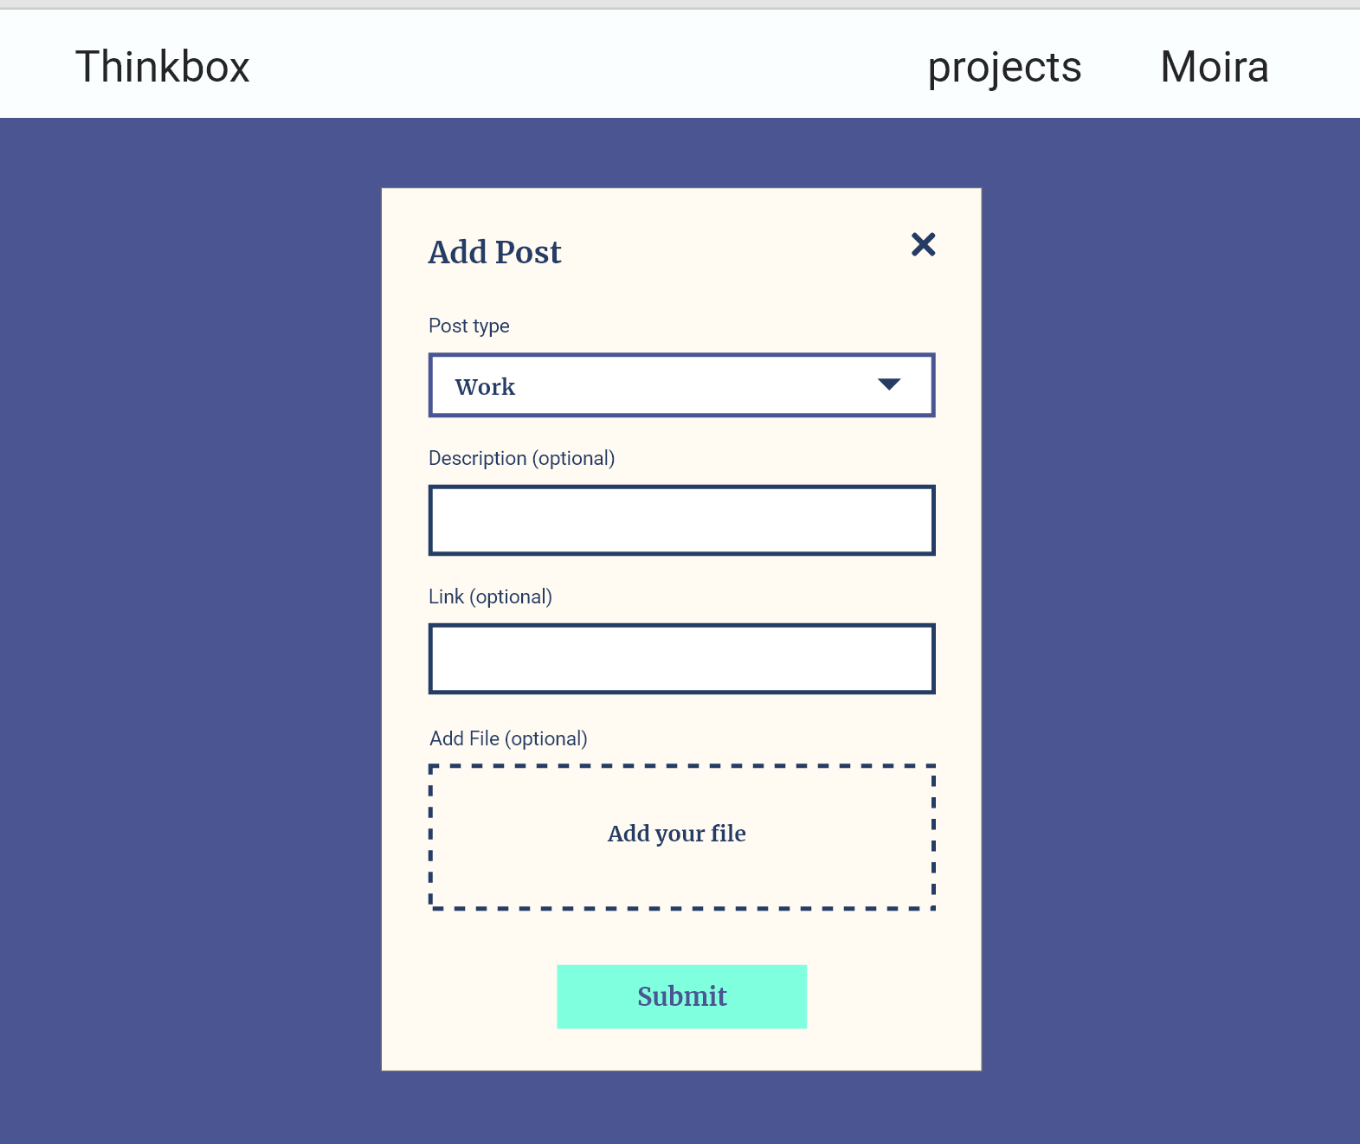 Thinkbox projects Moira
Add Post
Post type
Work
Description (optional)
Link (optional)
Add File (optional)
Add your file
Submit